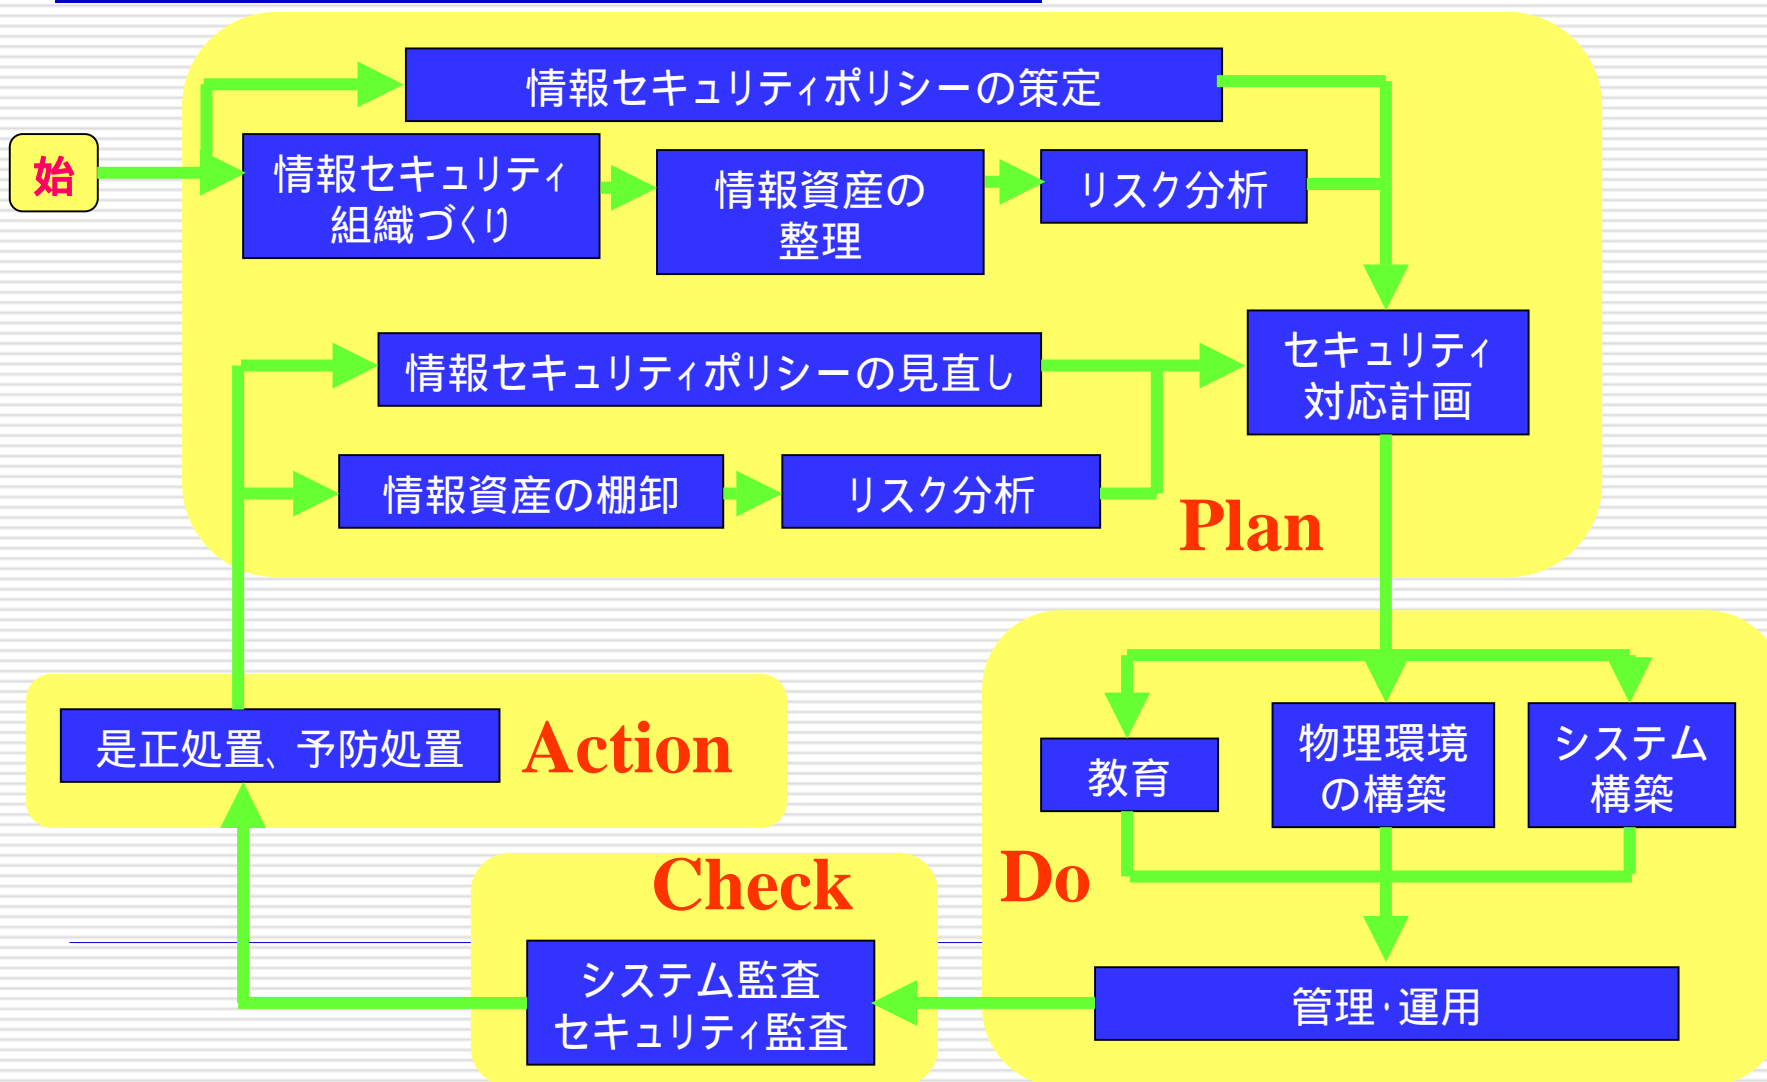 情報セキュリティポリシーの策定
始
情報セキュリティ
組織づくり
情報資産の
整理
リスク分析
情報セキュリティポリシーの見直し
セキュリティ
対応計画
情報資産の棚卸
リスク分析
Plan
是正処置、予防処置
Action
教育
物理環境
の構築
システム
構築
Check
Do
システム監査
セキュリティ監査
管理・運用